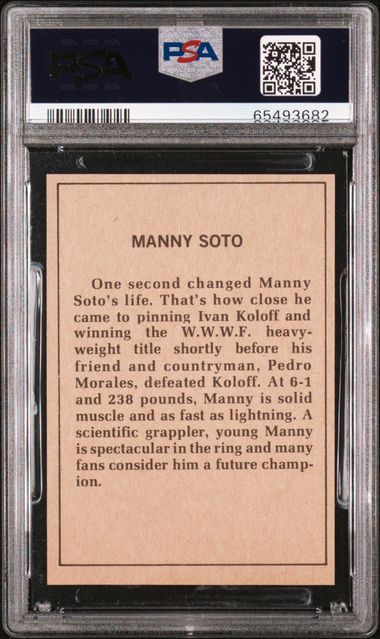 PSA
PSA
65493682
MANNY SOTO
One second changed Manny
Soto's life. That's how close he
came to pinning Ivan Koloff and
winning the W.W.W.F. heavy-
weight title shortly before his
friend and countryman, Pedro
Morales, defeated Koloff. At 6-1
and 238 pounds, Manny is solid
muscle and as fast as lightning. A
scientific grappler, young Manny
is spectacular in the ring and many
fans consider him a future champ-
ion.